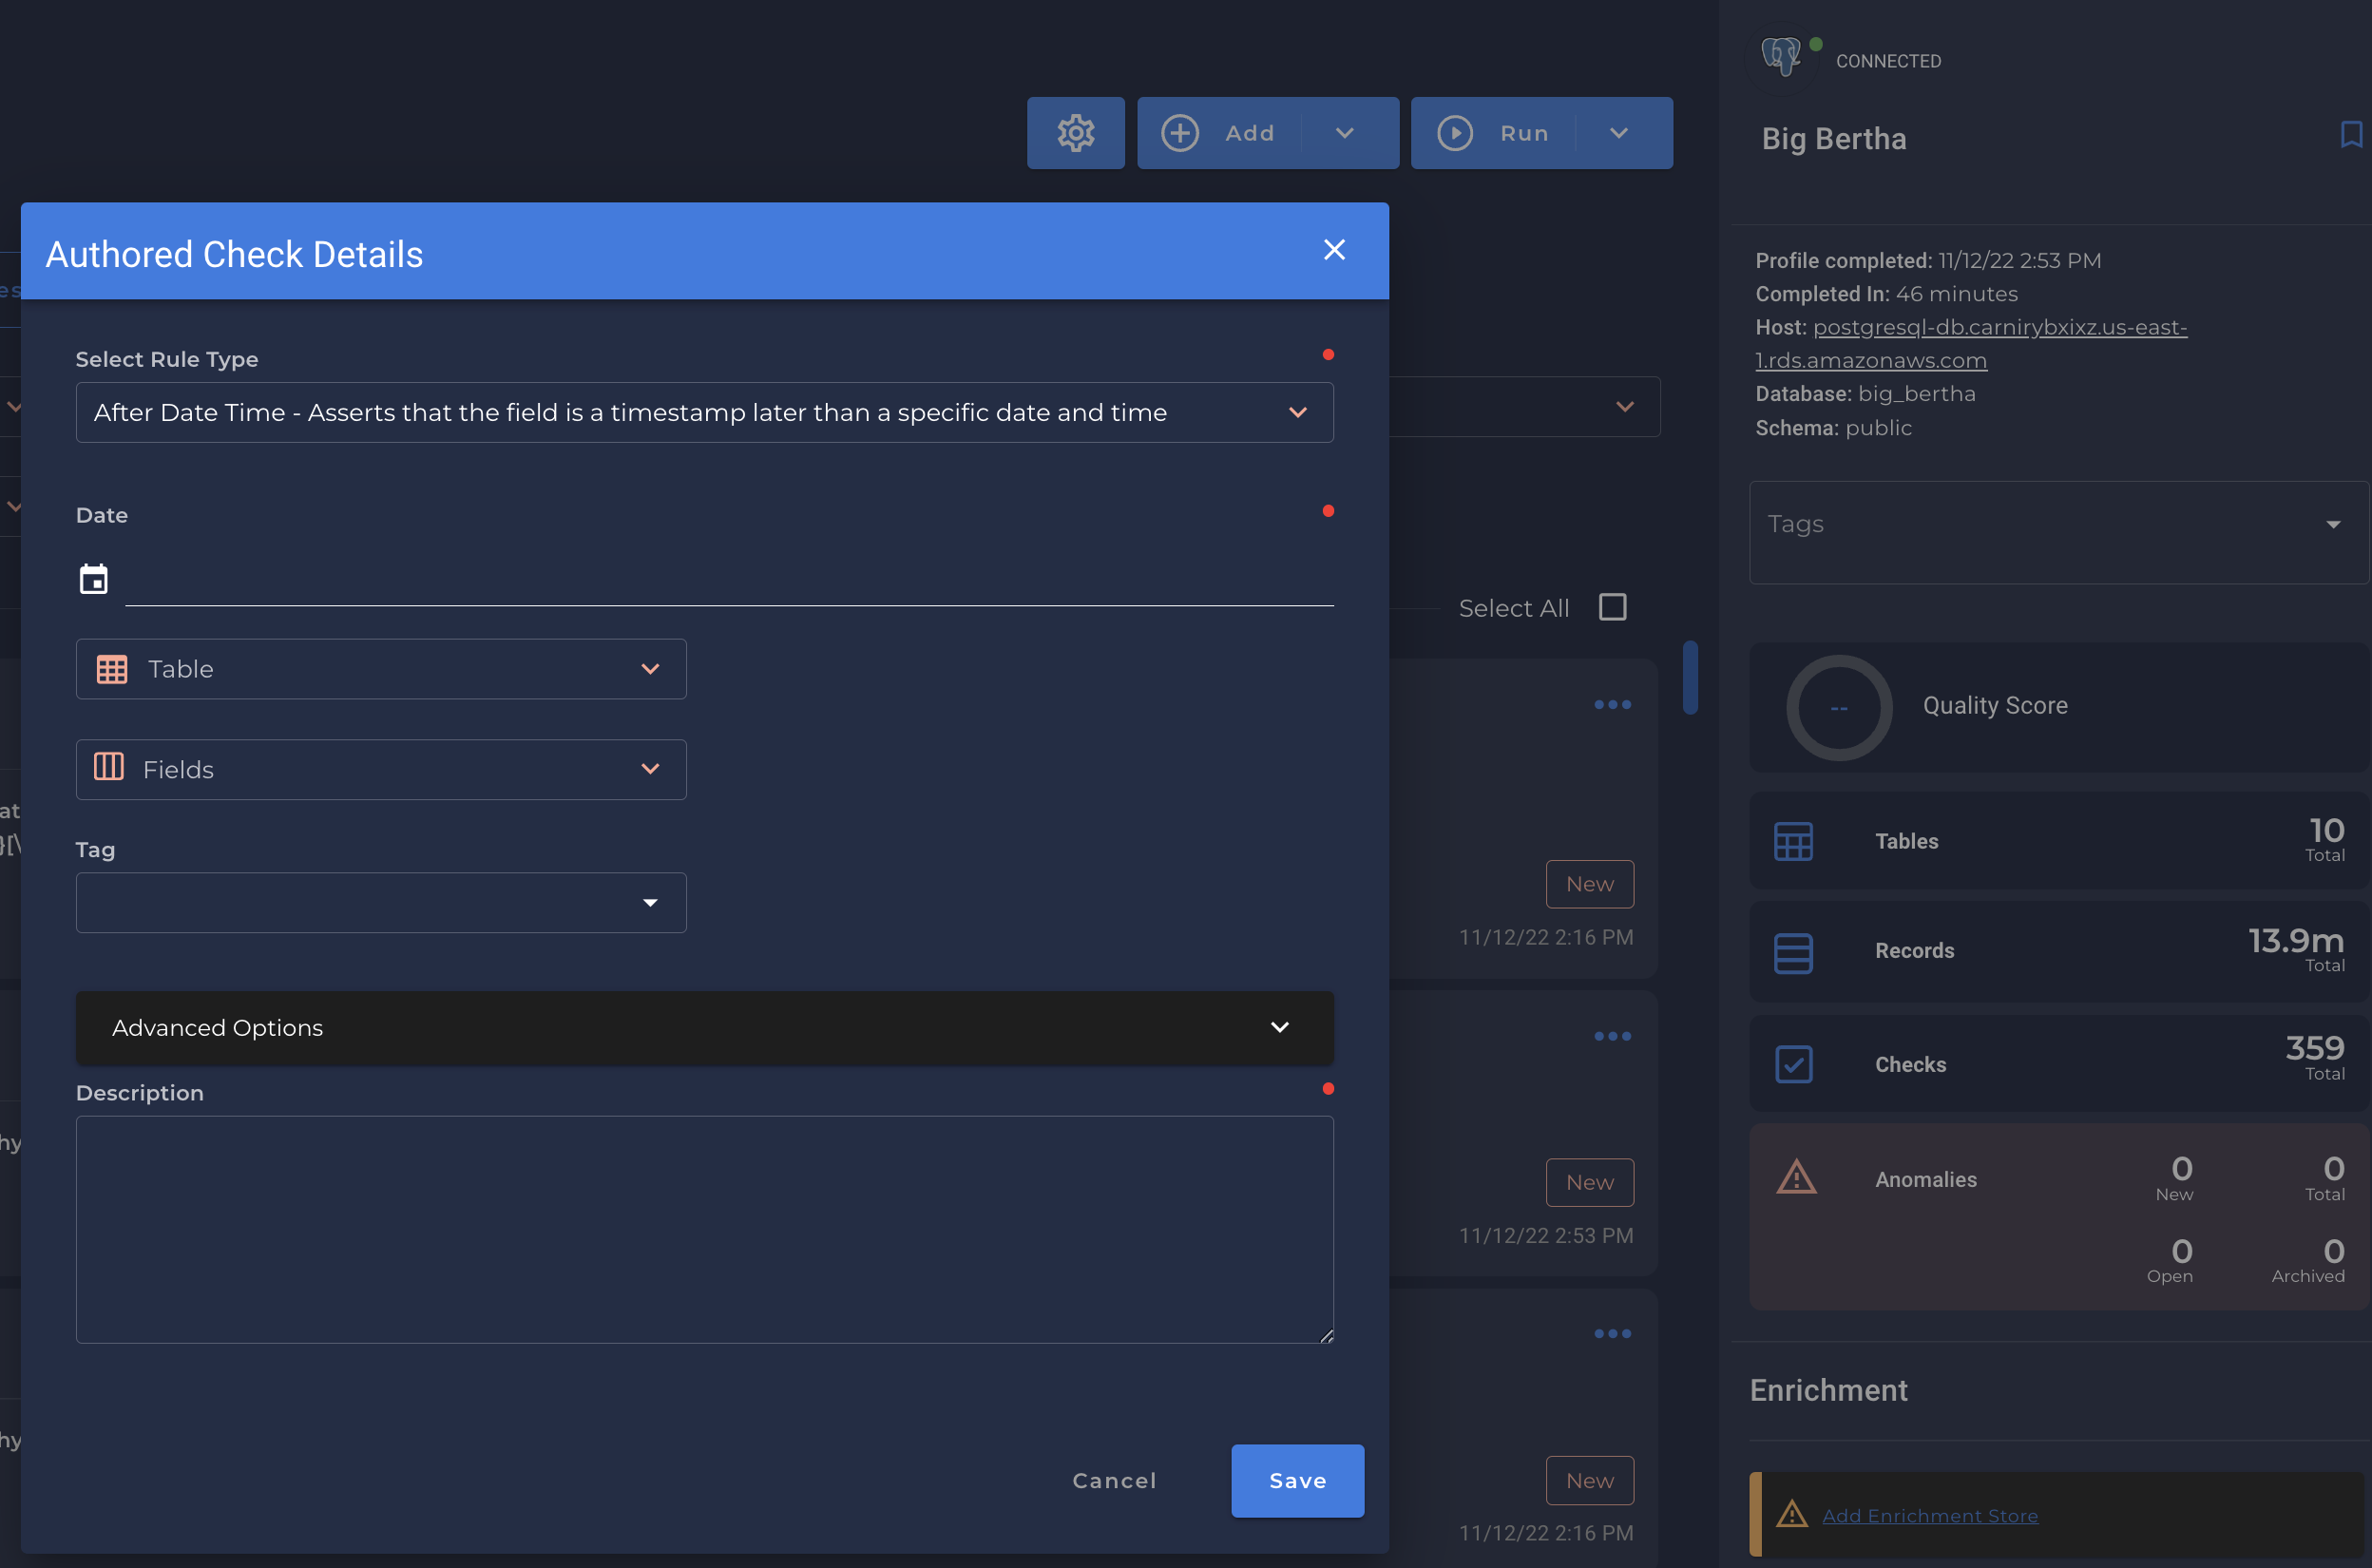 CONNECTED
Add
Run
Big Bertha
Authored Check Details
Profile completed: 11/12/22 2:53 PM
Completed In: 46 minutes
Host: postgresql-db.carnirybxixz.us-east-
1.rds.amazonaws.com
Database: big_bertha
Schema: public
Select Rule Type
After Date Time - Asserts that the field is a timestamp later than a specific date and time
Date
Table
Fields
Tag
Advanced Options
Description
Cancel
Save
Select All
New
11/12/22 2:16 PM
New
11/12/22 2:53 PM
New
11/12/22 2:16 PM
Tags
--
Quality Score
Tables
10
Total
Records
13.9m
Total
Checks
359
Total
Anomalies
0
New
0
Total
0
Open
0
Archived
Enrichment
Add Enrichment Store